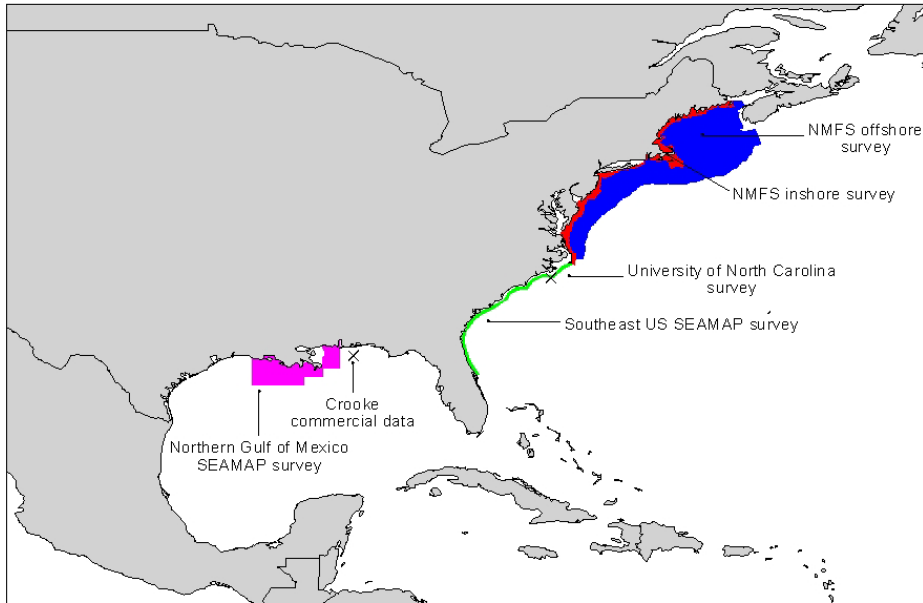 NMFS offshore
survey
NMFS inshore survey
University of North Carolina
survey
Southeast US SEAMAP survey
Crooke
commercial data
Northern Gulf of Mexico
SEAMAP survey